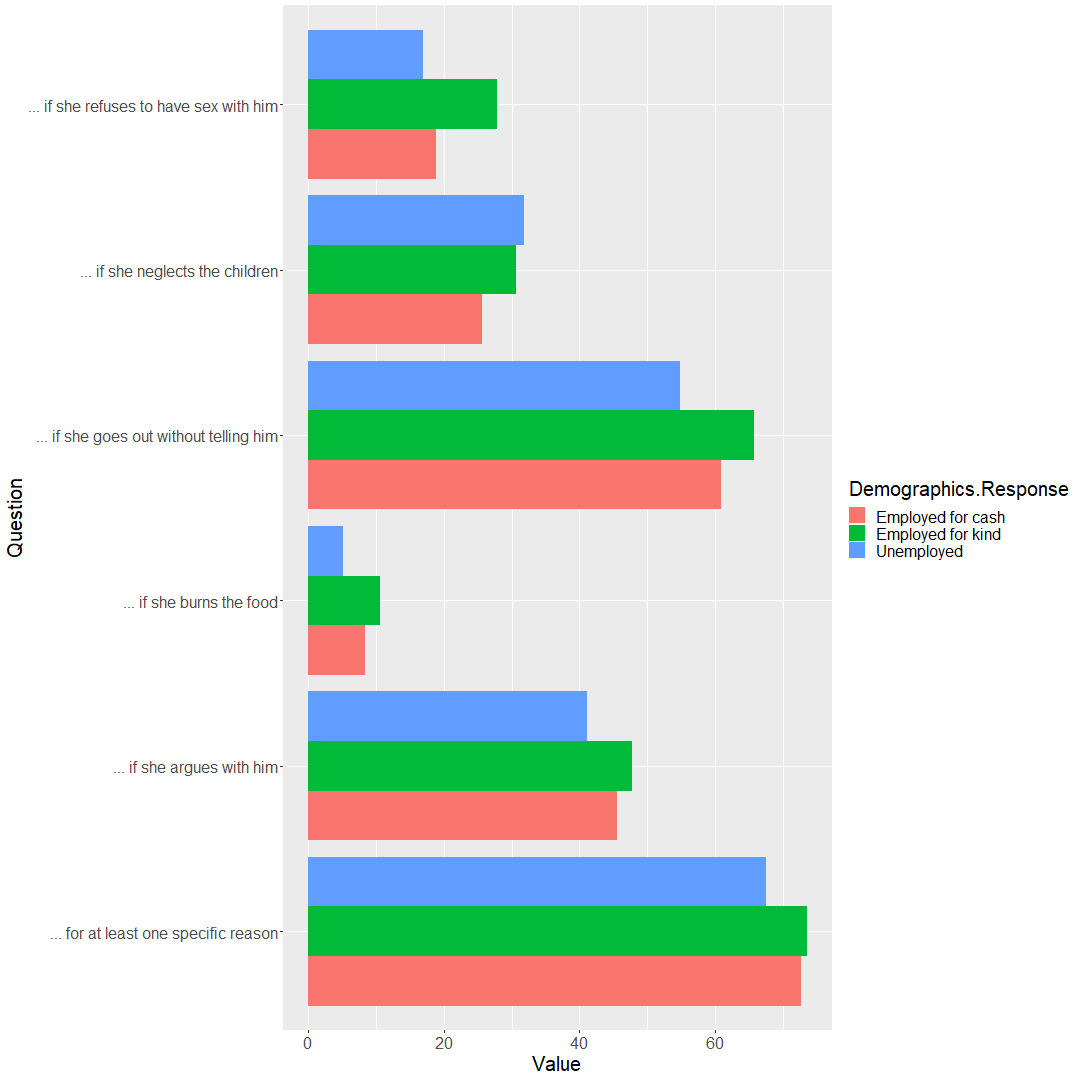 ... if she refuses to have sex with him
... if she neglects the children
... if she goes out without telling him
... if she burns the food
... if she argues with him
... for at least one specific reason
Question
0 20 40 60
Value
Demographics.Response
Employed for cash
Employed for kind
Unemployed